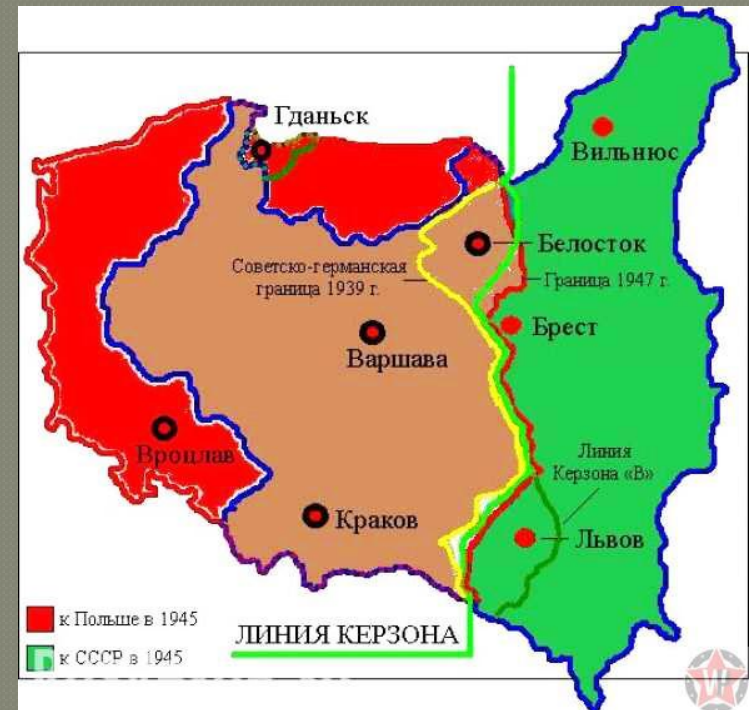 Гданьск
Вильнюс
Белосток
Советско-германская
граница 1939 г.
Граница 1947 г.
Брест
Варшава
Вроцлав
Линия
Керзона «В»
Краков
Львов
к Польше в 1945
ЛИНИЯ КЕРЗОНА
к СССР в 1945